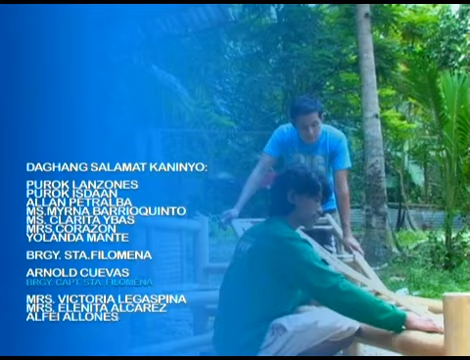 DAGHANG SALAMAT KANINYO:
PUROK LANZONES
PUROK ISDAAN
ALLAN PETRALBA
MS.MYRNA BARRIOQUINTO
MS. CLARITA YBAS
MRS.CORAZON
YOLANDA MANTE
BRGY. STA.FILOMENA
ARNOLD CUEVAS
BRGY. CAPT. STA. FILOMENA
MRS. VICTORIA LEGASPINA
MRS. ELENITA ALCAREZ
ALFEI ALLONES